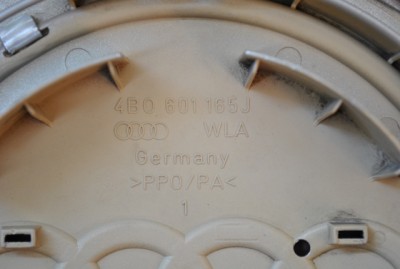 4B0 601 165J
WLA
Germany
>PPO/PA<
1